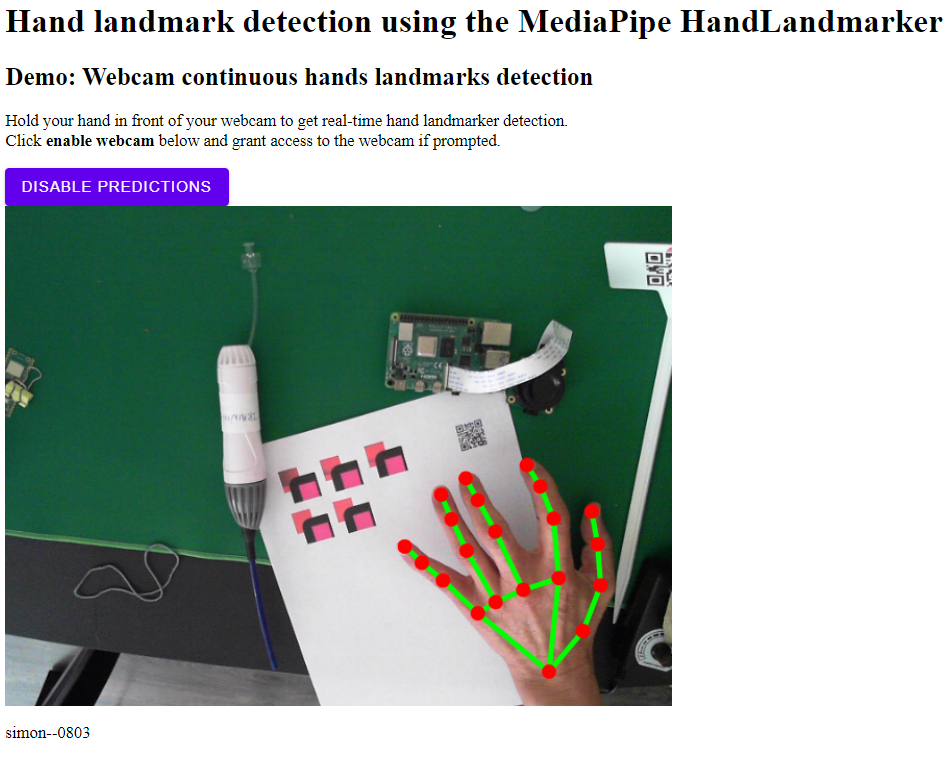 Hand landmark detection using the MediaPipe HandLandmarker
Demo: Webcam continuous hands landmarks detection
Hold your hand in front of your webcam to get real-time hand landmarker detection.
Click enable webcam below and grant access to the webcam if prompted.
DISABLE PREDICTIONS
simon--0803